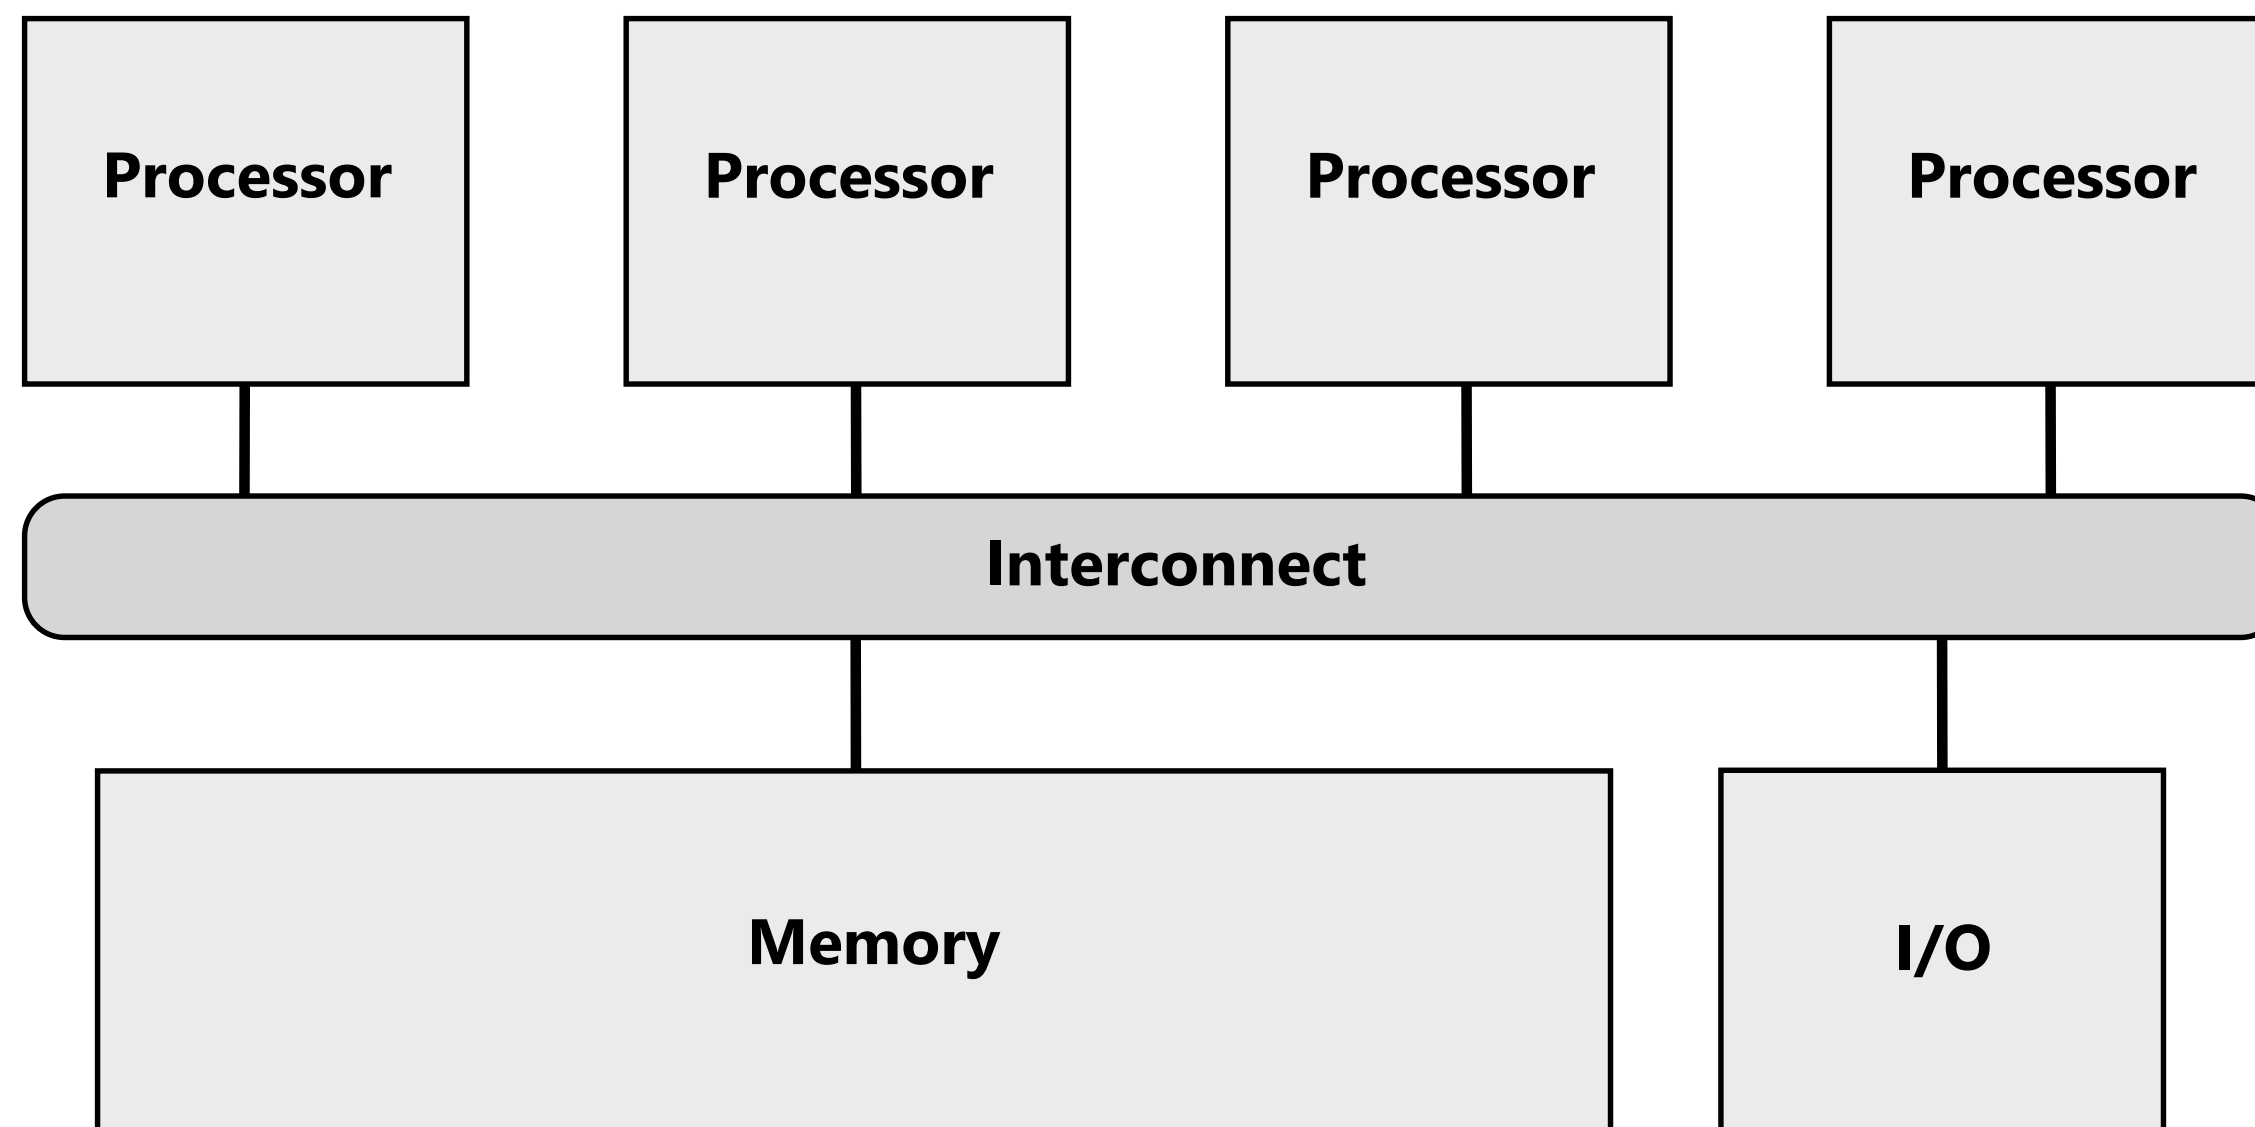 Processor
Processor
Processor
Processor
Interconnect
Memory
I/O